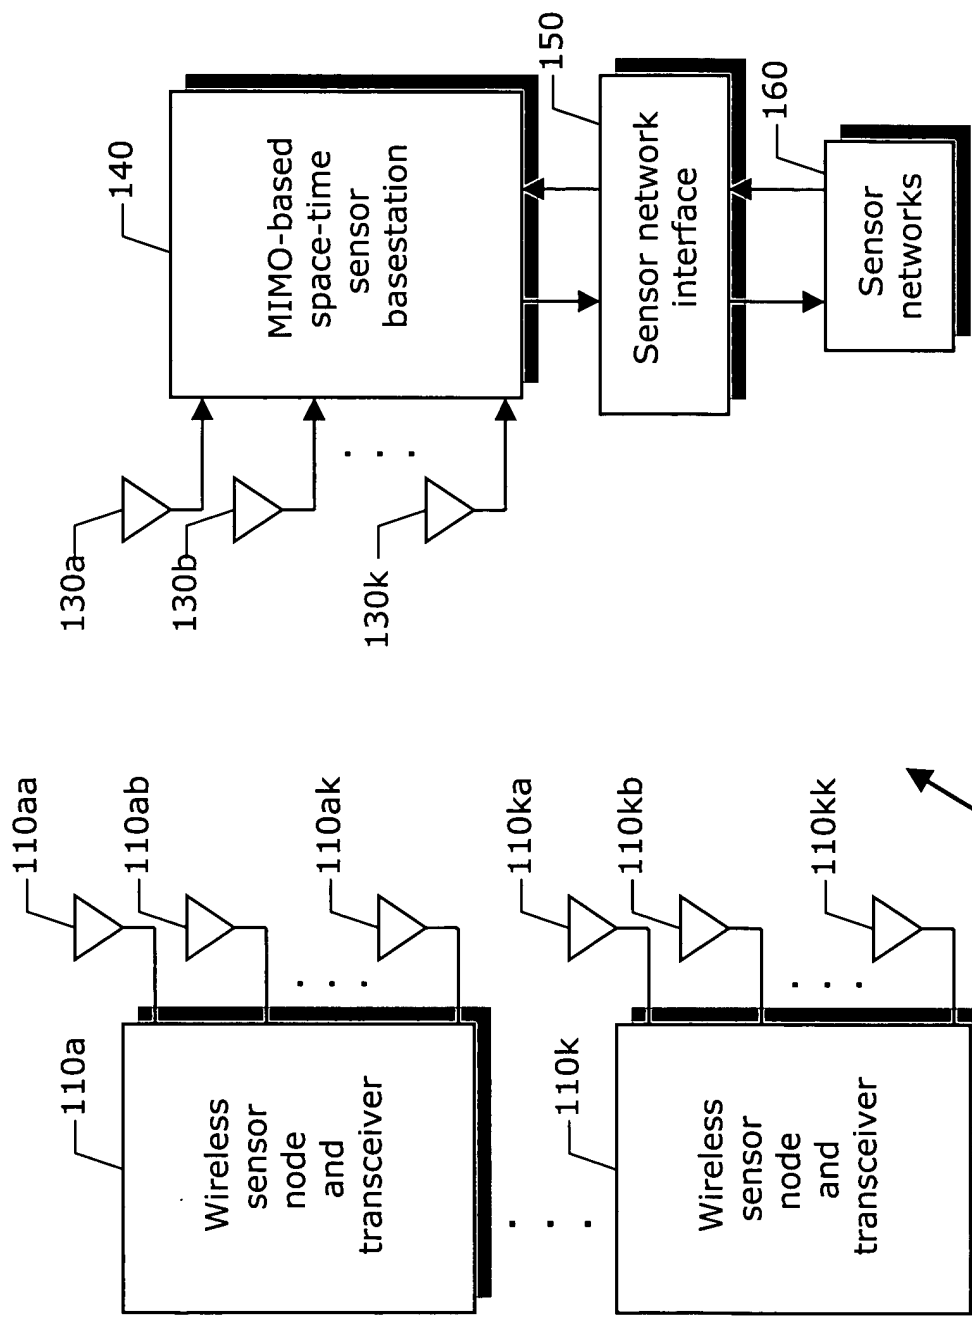 110a
Wireless
sensor
node
and
transceiver
110aa
110ab
. . .
110ak
. . .
110k
Wireless
sensor
node
and
transceiver
110ka
110kb
. . .
110kk
130a
130b
. . .
130k
140
MIMO-based
space-time
sensor
basestation
150
Sensor network
interface
160
Sensor
networks